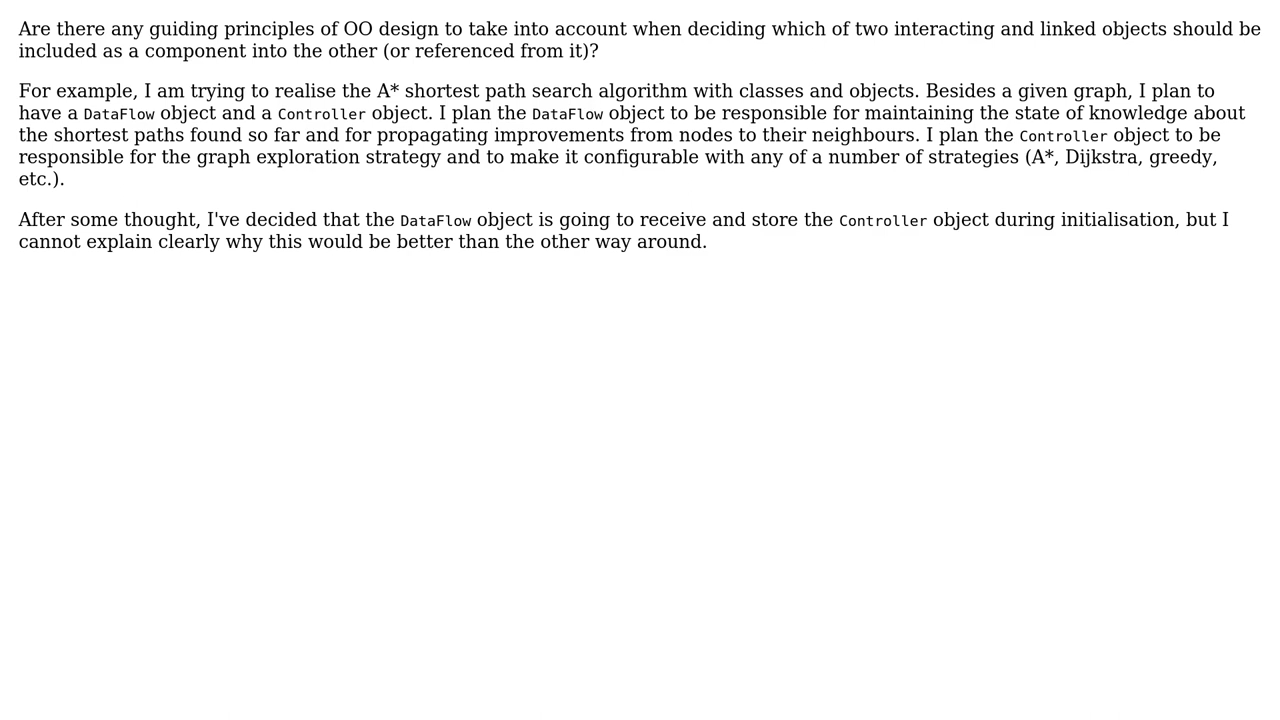 Are there any guiding principles of OO design to take into account when deciding which of two interacting and linked objects should be
included as a component into the other (or referenced from it)?
For example, I am trying to realise the A* shortest path search algorithm with classes and objects. Besides a given graph, I plan to
have a DataFlow object and a Controller object. I plan the DataFlow object to be responsible for maintaining the state of knowledge about
the shortest paths found so far and for propagating improvements from nodes to their neighbours. I plan the Controller object to be
responsible for the graph exploration strategy and to make it configurable with any of a number of strategies (A*, Dijkstra, greedy,
etc.).
After some thought, I've decided that the DataFlow object is going to receive and store the Controller object during initialisation, but I
cannot explain clearly why this would be better than the other way around.